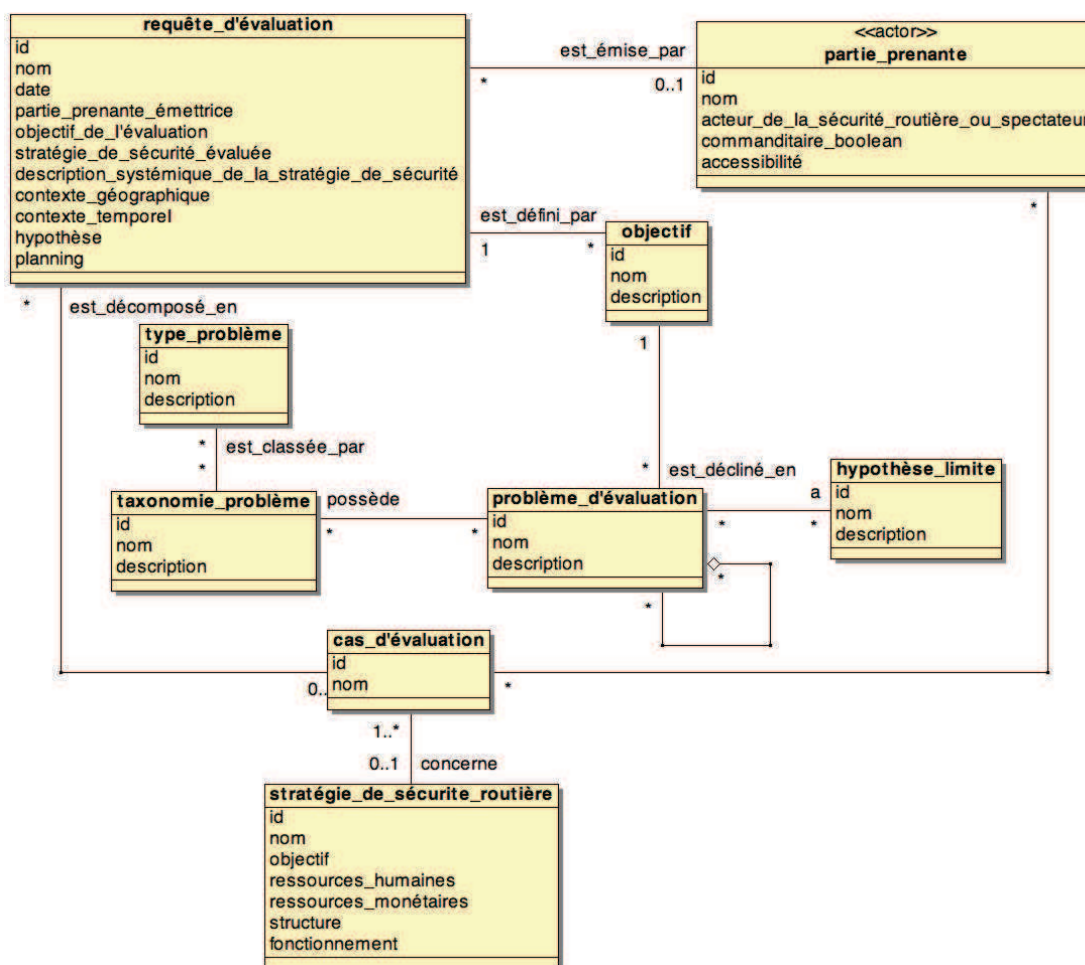 requête_d'évaluation
id
nom
date
partie_prenante_émettrice
objectif_de_l'évaluation
stratégie_de_sécurité_évaluée
description_systémique_de_la_stratégie_de_sécurité
contexte_géographique
contexte_temporel
hypothèse
planning
est_émise_par
*
0..1
<<actor>>
partie_prenante
id
nom
acteur_de_la_sécurité_routière_ou_spectateur
commanditaire_boolean
accessibilité
*
est_défini_par
1
*
objectif
id
nom
description
1
*
est_décomposé_en
type_problème
id
nom
description
*
est_classée_par
*
taxonomie_problème
id
nom
description
possède
*
*
*
est_décliné_en
problème_d'évaluation
id
nom
description
a
*
*
hypothèse_limite
id
nom
description
*
*
cas_d'évaluation
id
nom
0..
*
1..*
0..1
concerne
stratégie_de_sécurite_routière
id
nom
objectif
ressources_humaines
ressources_monétaires
structure
fonctionnement